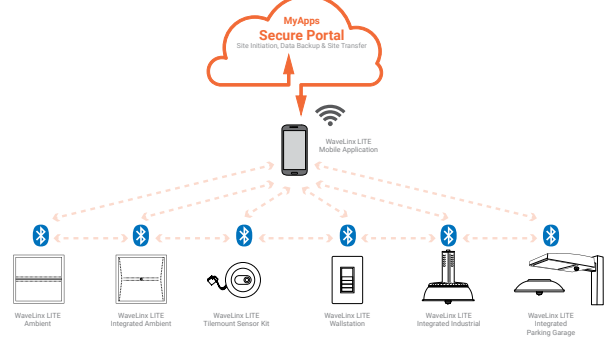 MyApps
Secure Portal
Site Initiation, Data Backup & Site Transfer
WaveLinx LITE
Mobile Application
WaveLinx LITE
Ambient
WaveLinx LITE
Integrated Ambient
WaveLinx LITE
Tilemount Sensor Kit
WaveLinx LITE
Wallstation
WaveLinx LITE
Integrated Industrial
WaveLinx LITE
Integrated
Parking Garage